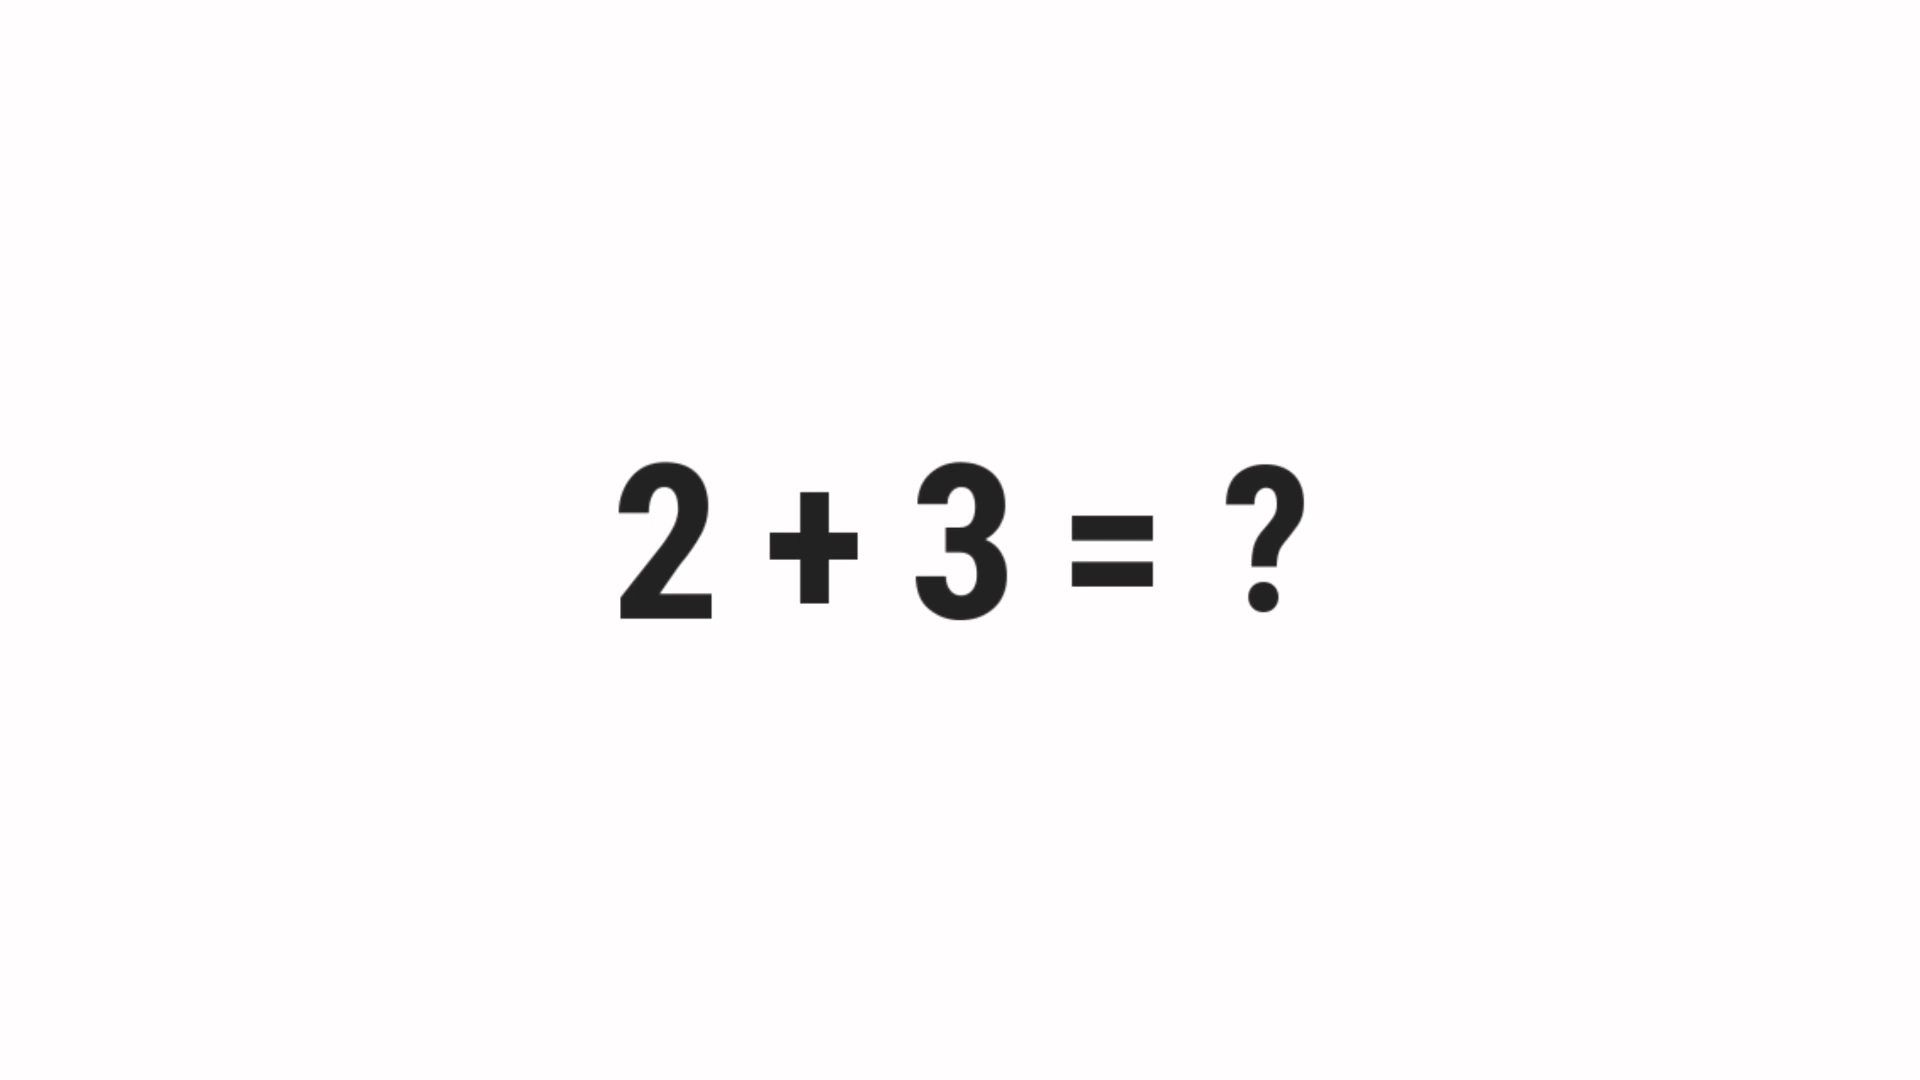 2 + 3 = ?